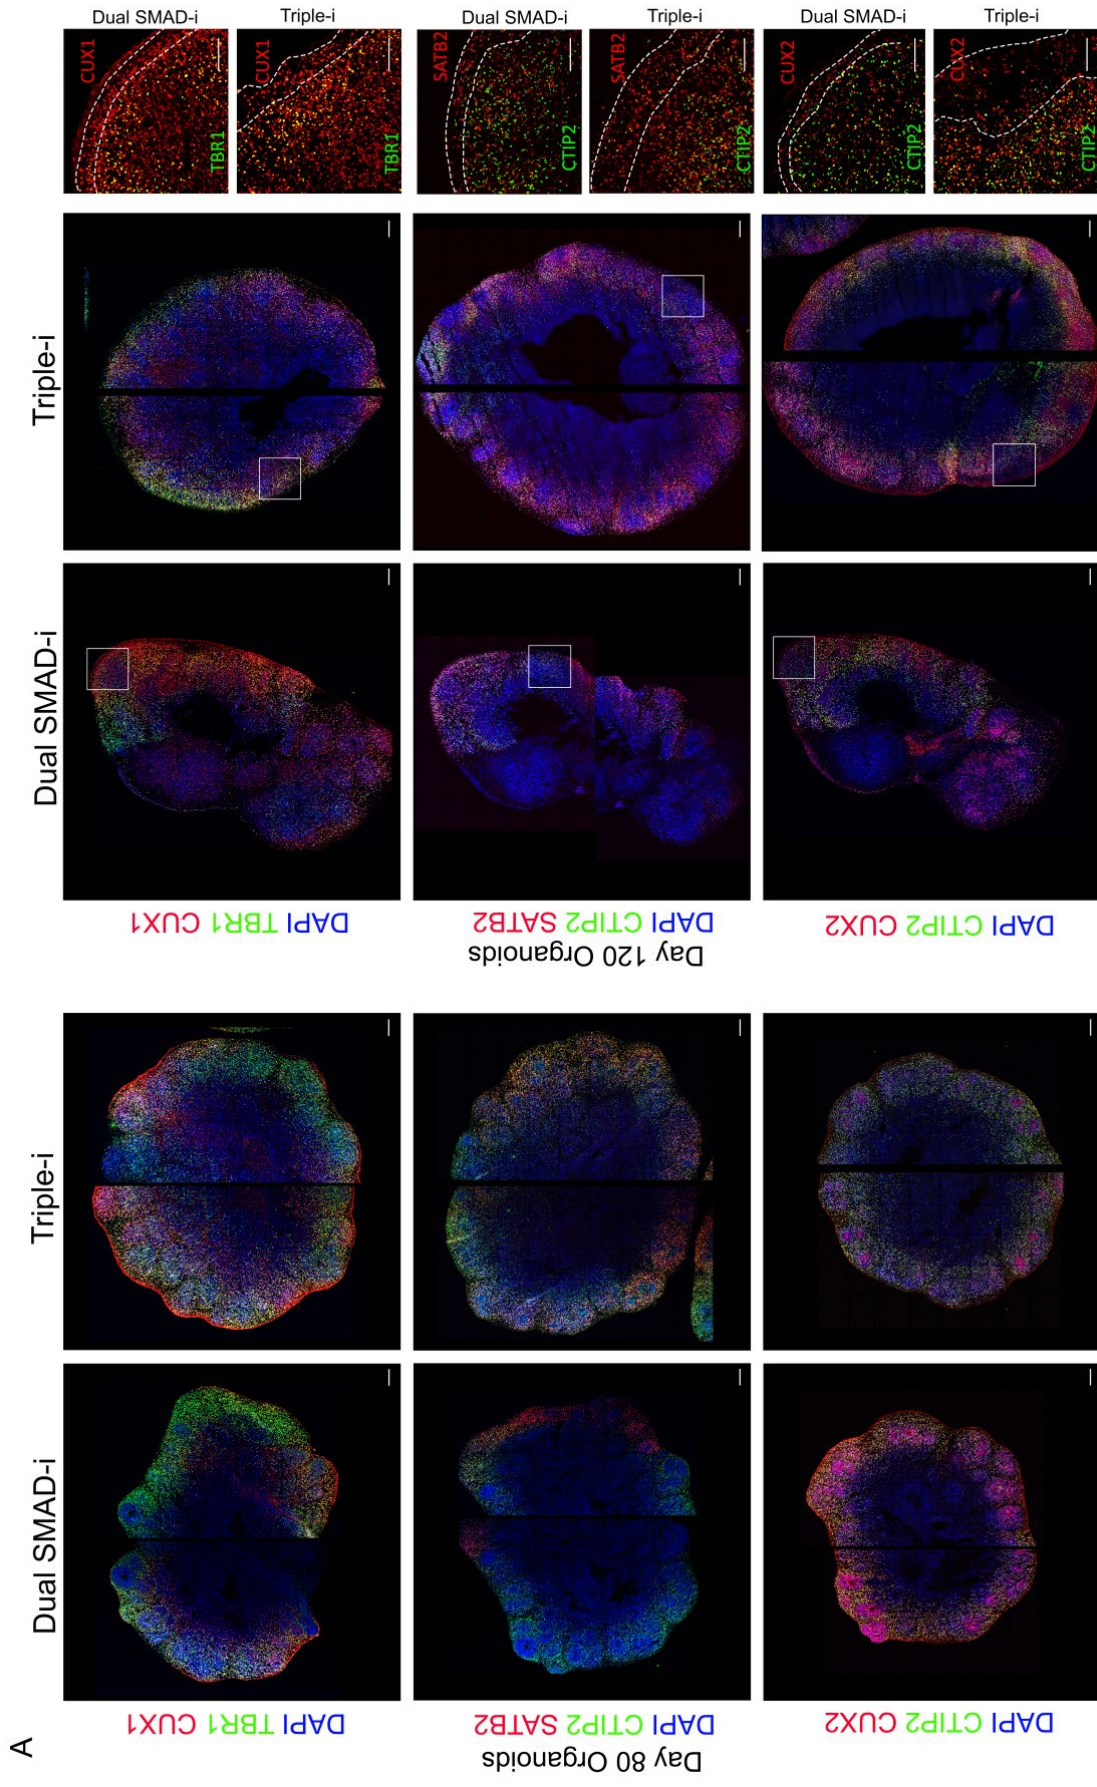 A
Day 80 Organoids
DAPI TBR1 CUX1
DAPI CTIP2 SATB2
DAPI CTIP2 CUX2
Dual SMAD-i
Triple-i
Day 120 Organoids
DAPI TBR1 CUX1
DAPI CTIP2 SATB2
DAPI CTIP2 CUX2
Dual SMAD-i
Triple-i
Dual SMAD-i
CUX1
TBR1
Triple-i
CUX1
TBR1
Dual SMAD-i
SATB2
CTIP2
Triple-i
SATB2
CTIP2
Dual SMAD-i
CUX2
CTIP2
Triple-i
CUX2
CTIP2